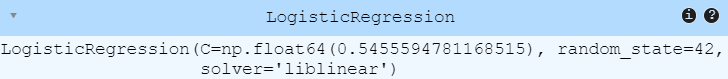 LogisticRegression
LogisticRegression(C=np.float64(0.5455594781168515), random_state=42,
solver='liblinear')